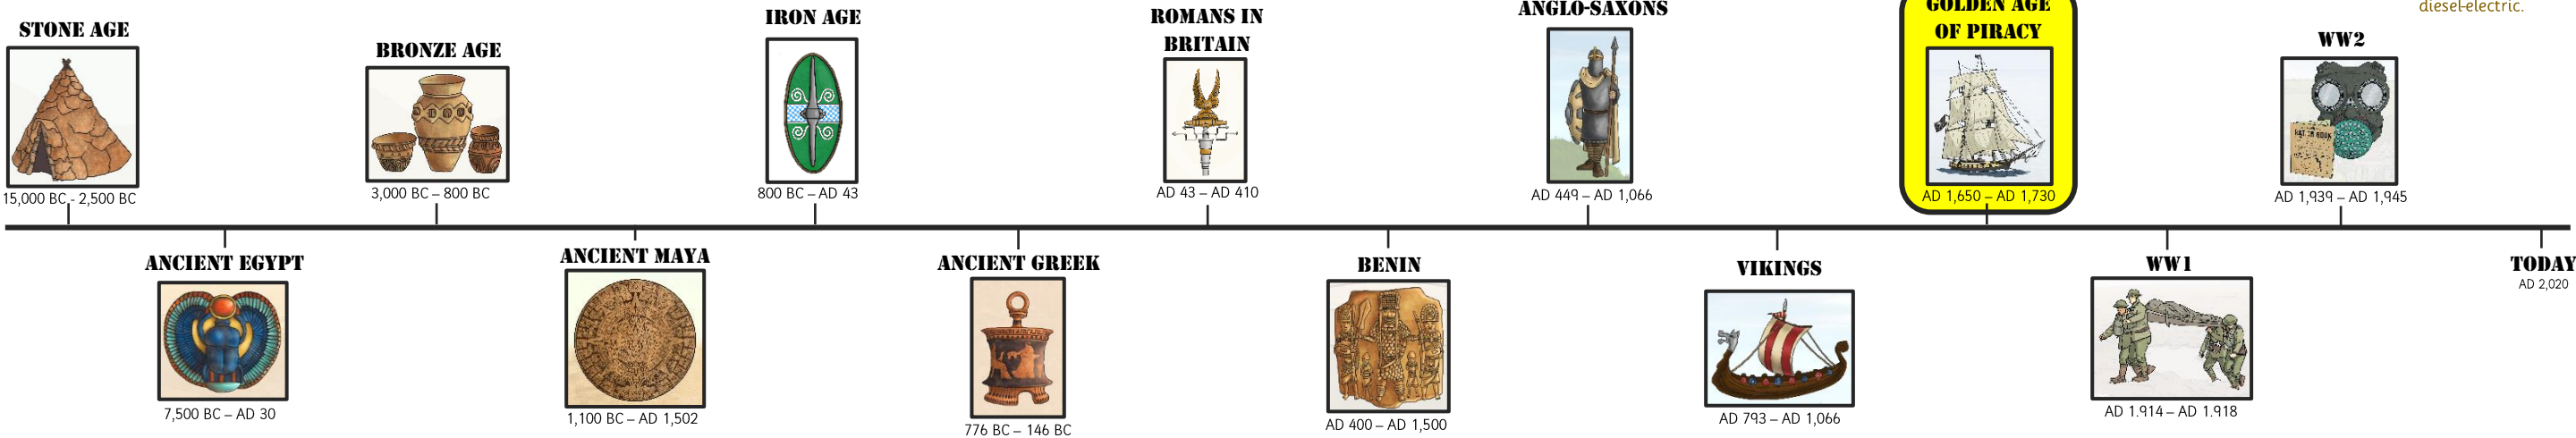 diesel-electric.
STONE AGE
15,000 BC - 2,500 BC
ANCIENT EGYPT
7,500 BC – AD 30
BRONZE AGE
3,000 BC – 800 BC
ANCIENT MAYA
1,100 BC – AD 1,502
IRON AGE
800 BC – AD 43
ANCIENT GREEK
776 BC – 146 BC
ROMANS IN
BRITAIN
AD 43 – AD 410
BENIN
AD 400 – AD 1,500
ANGLO-SAXONS
AD 449 – AD 1,066
VIKINGS
AD 793 – AD 1,066
GOLDEN AGE
OF PIRACY
AD 1,650 – AD 1,730
WW1
AD 1.914 – AD 1.918
WW2
AD 1,939 – AD 1,945
TODAY
AD 2,020